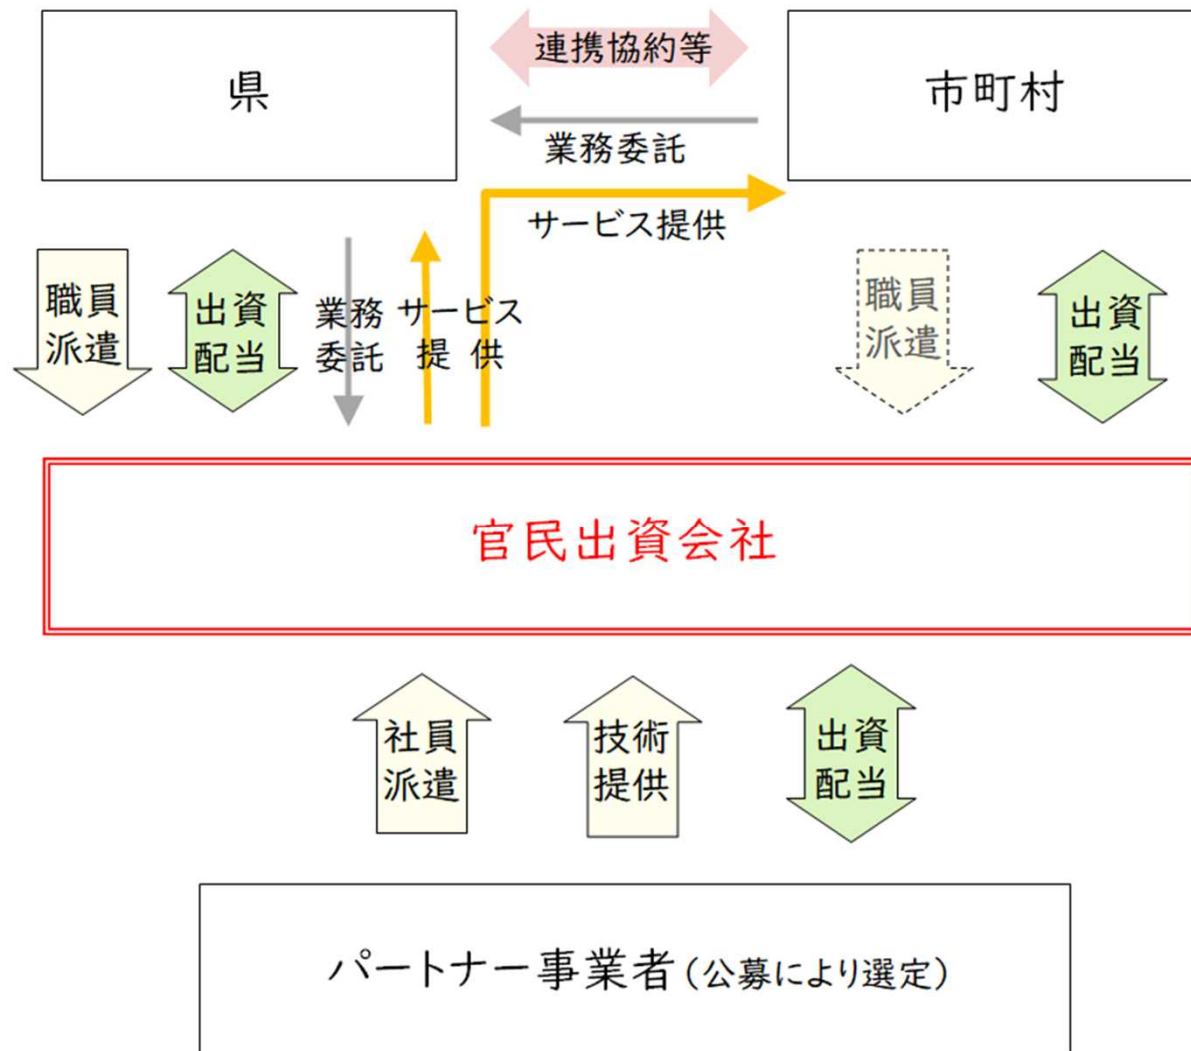 県
連携協約等
市町村
業務委託
サービス提供
職員
派遣
出資
配当
業務
委託
サービス
提供
職員
派遣
出資
配当
官民出資会社
社員
派遣
技術
提供
出資
配当
パートナー事業者(公募により選定)